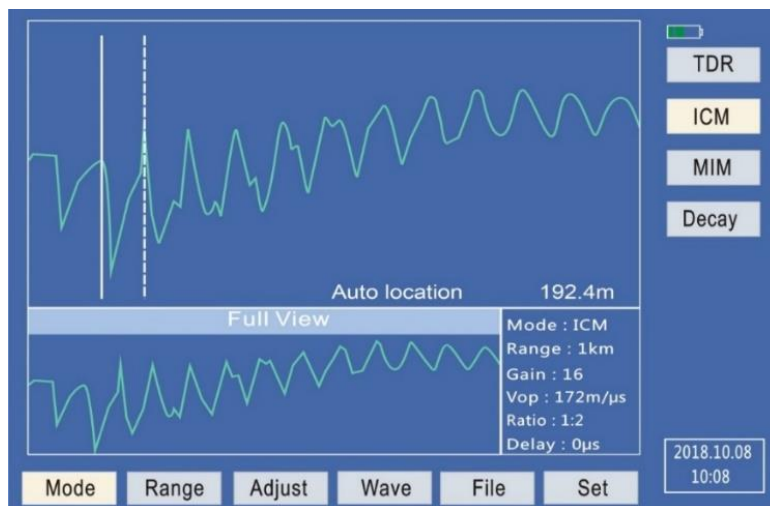 TDR
ICM
MIM
Decay
Auto location 192.4m
Full View
Mode : ICM
Range : 1km
Gain : 16
Vop : 172m/μs
Ratio : 1:2
Delay : 0μs
2018.10.08
10:08
Mode Range Adjust Wave File Set